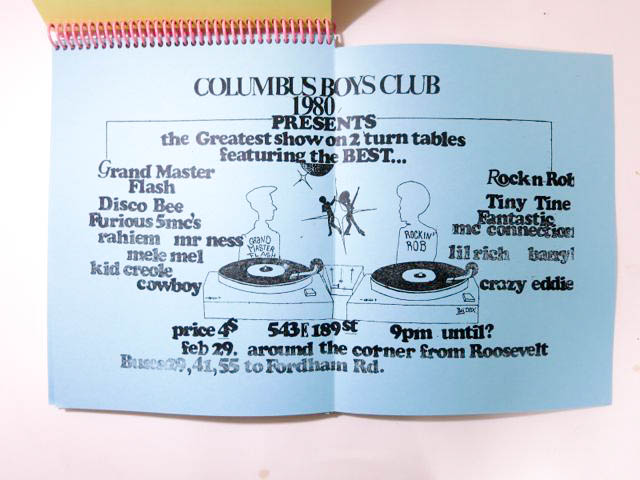 COLUMBUS BOYS CLUB
1980
PRESENTS
the Greatest show on 2 turn tables
featuring the BEST...
Grand Master
Flash
Disco Bee
Furious 5mc's
rahiem mr ness
mele mel
kid creole
cowboy
GRAND
MASTER
FLASH
ROCKIN'
ROB
Rock n Rob
Tiny Tine
Fantastic
mc connection
lil rich
crazy eddie
price 4$ 543 E 189 st 9pm until?
feb 29. around the corner from Roosevelt
41,55 to Fordham Rd.